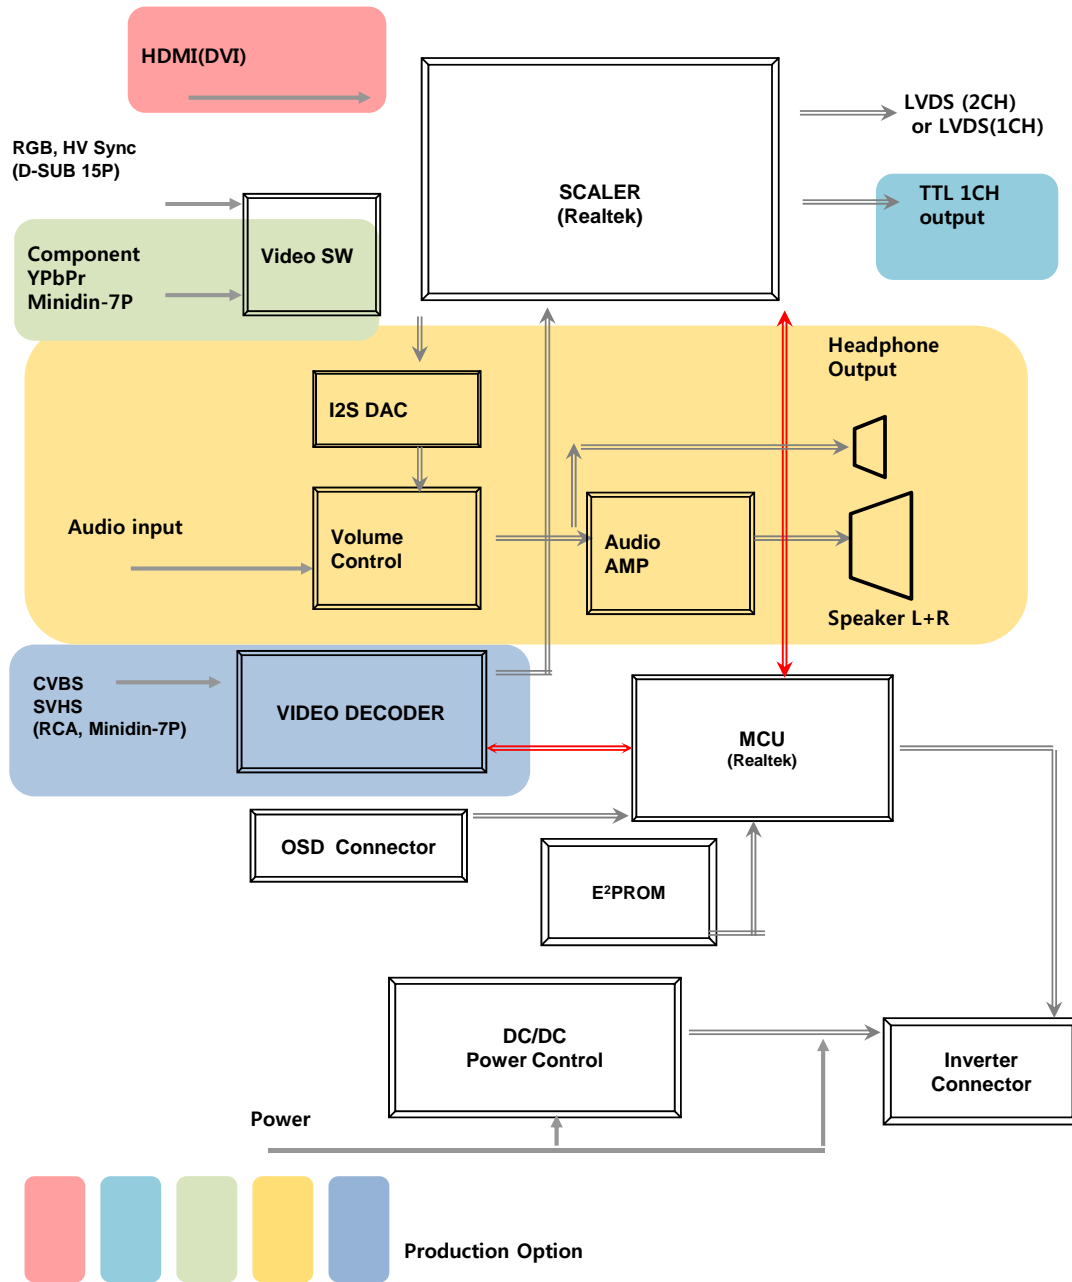 HDMI(DVI)
LVDS (2CH)
or LVDS(1CH)
RGB, HV Sync
(D-SUB 15P)
SCALER
(Realtek)
TTL 1CH
output
Component
YPbPr
Minidin-7P
Video SW
Headphone
Output
I2S DAC
Audio input
Volume
Control
Audio
AMP
Speaker L+R
CVBS
SVHS
(RCA, Minidin-7P)
VIDEO DECODER
MCU
(Realtek)
OSD Connector
E²PROM
DC/DC
Power Control
Inverter
Connector
Power
Production Option